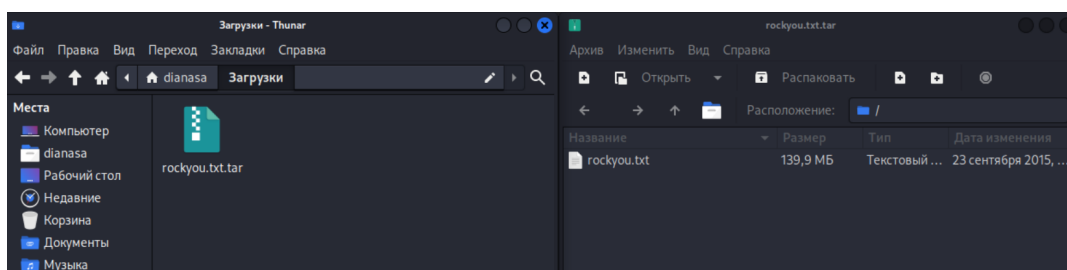 Загрузки - Thunar
Файл Правка Вид Переход Закладки Справка
dianasa Загрузки
Места
Компьютер
dianasa
Рабочий стол
Недавние
Корзина
Документы
Музыка
rockyou.txt.tar
rockyou.txt.tar
Архив Изменить Вид Справка
Открыть Распаковать
Расположение: /
Название Размер Тип Дата изменения
rockyou.txt 139,9 МБ Текстовый ... 23 сентября 2015, ...